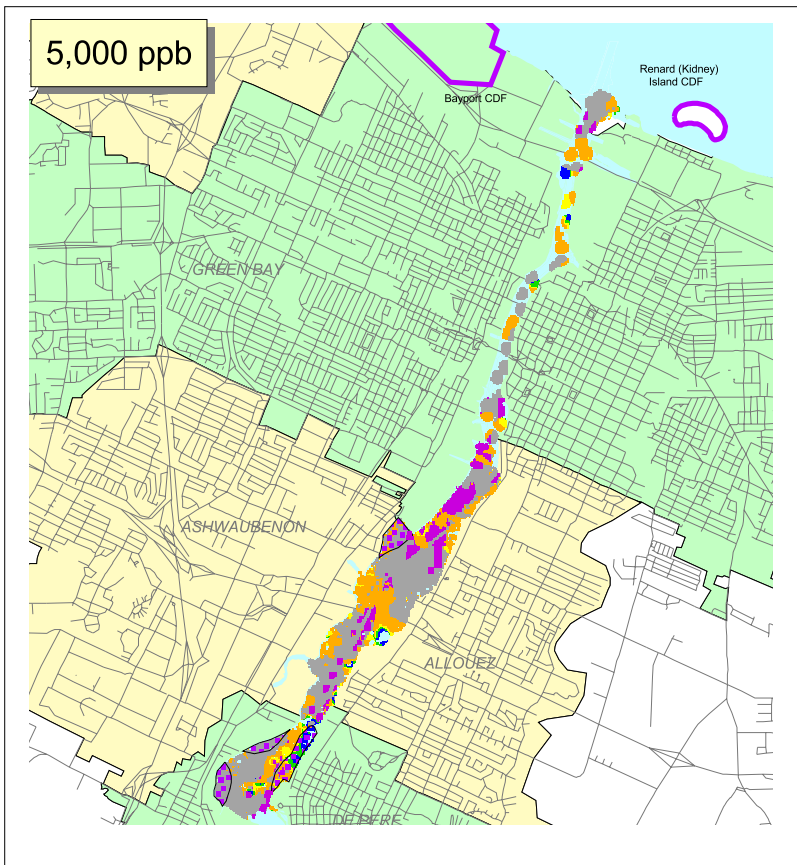 5,000 ppb
Renard (Kidney)
Island CDF
Bayport CDF
GREEN BAY
ASHWAUBENON
ALLOUEZ
DE PERE